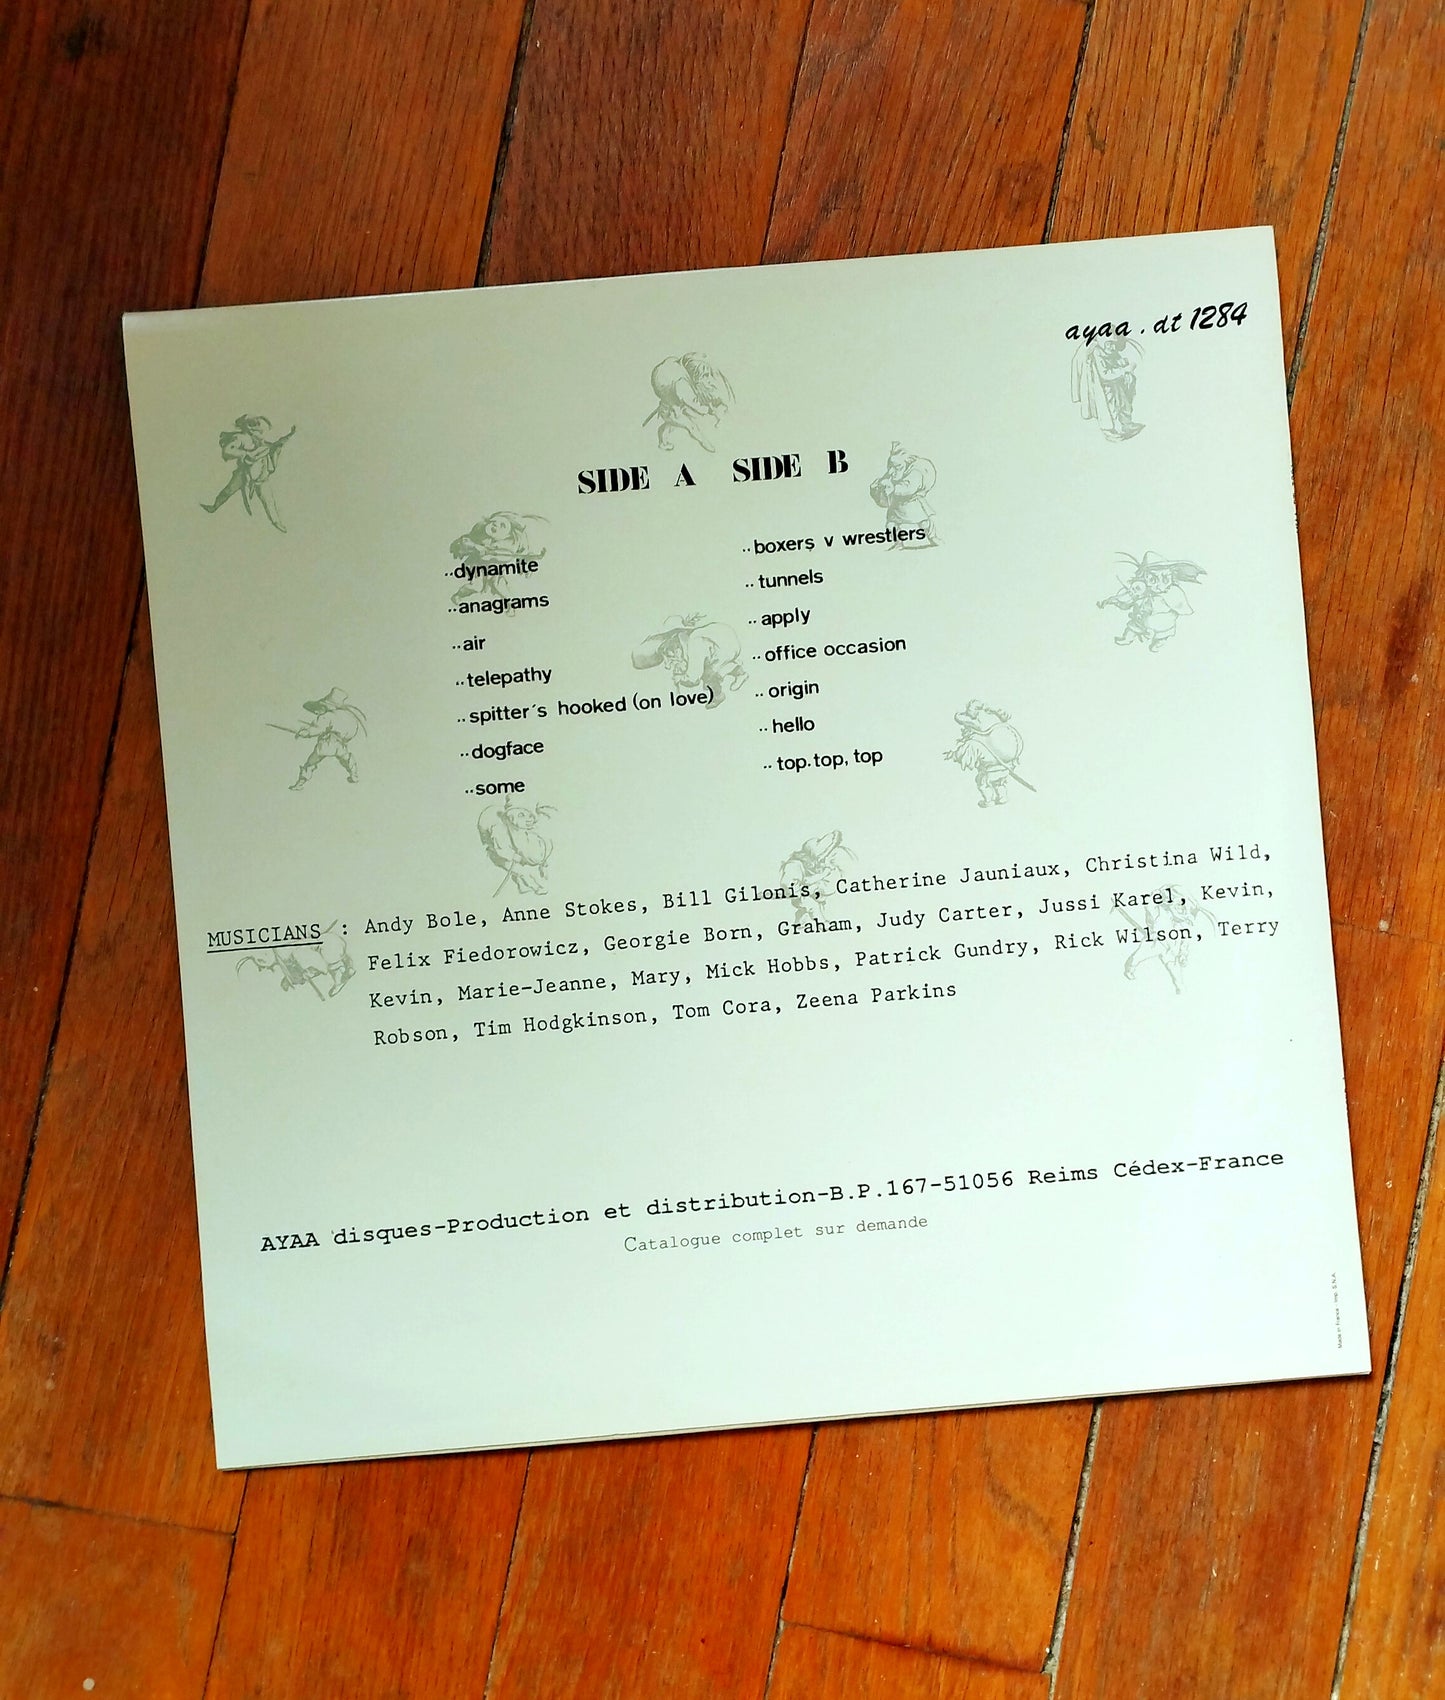 ayaa . dt 1284
SIDE A SIDE B
..dynamite
..anagrams
..air
..telepathy
..spitter's hooked (on love)
..dogface
..some
..boxers v wrestlers
..tunnels
..apply
..office occasion
..origin
..hello
..top.top, top
MUSICIANS : Andy Bole, Anne Stokes, Bill Gilonis, Catherine Jauniaux, Christina Wild,
Felix Fiedorowicz, Georgie Born, Graham, Judy Carter, Jussi Karel, Kevin,
Kevin, Marie-Jeanne, Mary, Mick Hobbs, Patrick Gundry, Rick Wilson, Terry
Robson, Tim Hodgkinson, Tom Cora, Zeena Parkins
AYAA disques-Production et distribution-B.P.167-51056 Reims Cédex-France
Catalogue complet sur demande
Made in France - Imp. S.N.A.